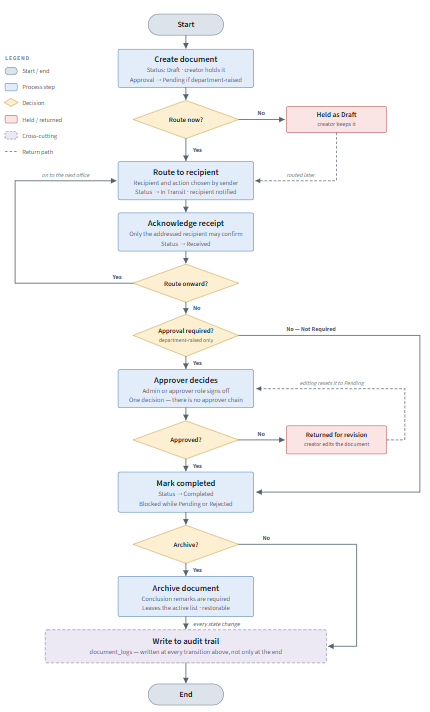 Start
LEGEND
Start / end
Process step
Decision
Held / returned
Cross-cutting
Return path
Create document
Status: Draft · creator holds it
Approval → Pending if department-raised
Route now?
No
Held as Draft
creator keeps it
Yes
on to the next office
Route to recipient
Recipient and action chosen by sender
Status → In Transit · recipient notified
routed later
Acknowledge receipt
Only the addressed recipient may confirm
Status → Received
Yes
Route onward?
No
Approval required?
department-raised only
No — Not Required
Yes
Approver decides
Admin or approver role signs off
One decision — there is no approver chain
editing resets it to Pending
Approved?
No
Returned for revision
creator edits the document
Yes
Mark completed
Status → Completed
Blocked while Pending or Rejected
Archive?
No
Yes
Archive document
Conclusion remarks are required
Leaves the active list · restorable
every state change
Write to audit trail
document_logs — written at every transition above, not only at the end
End